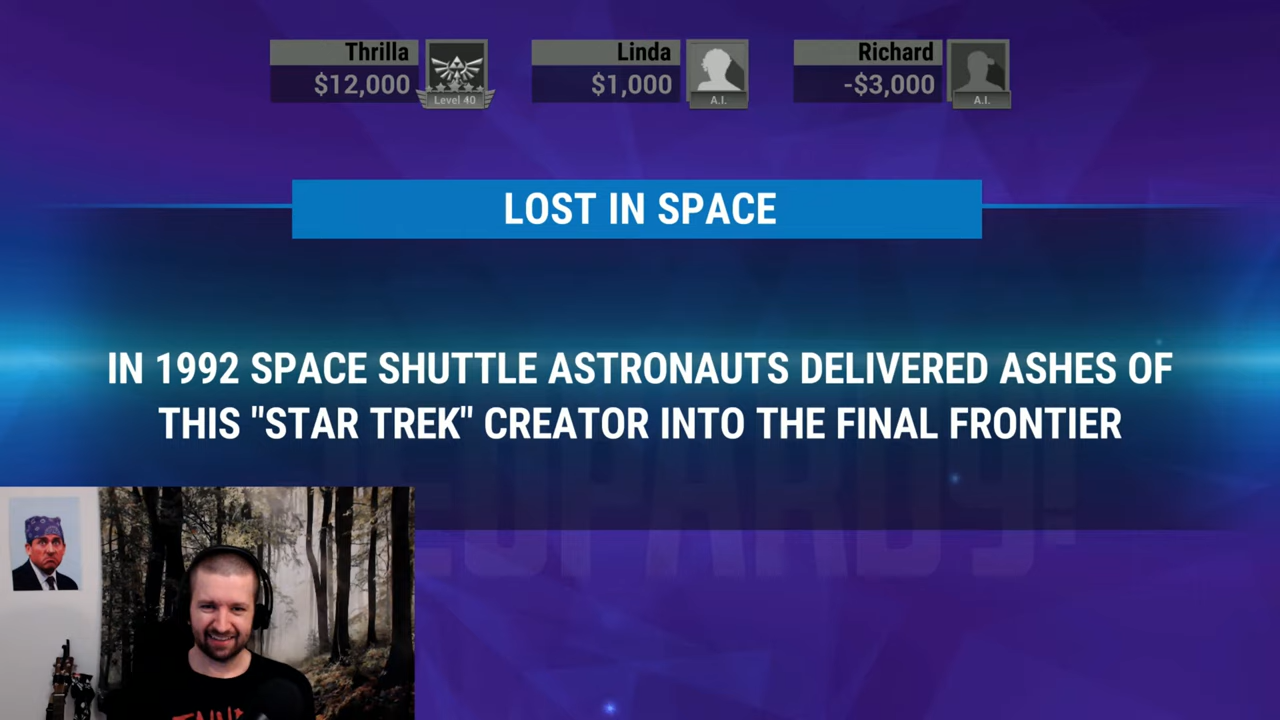 Thrilla
$12,000
Level 40
Linda
$1,000
A.I.
Richard
-$3,000
A.I.
LOST IN SPACE
IN 1992 SPACE SHUTTLE ASTRONAUTS DELIVERED ASHES OF
THIS "STAR TREK" CREATOR INTO THE FINAL FRONTIER
JEOPARDY!